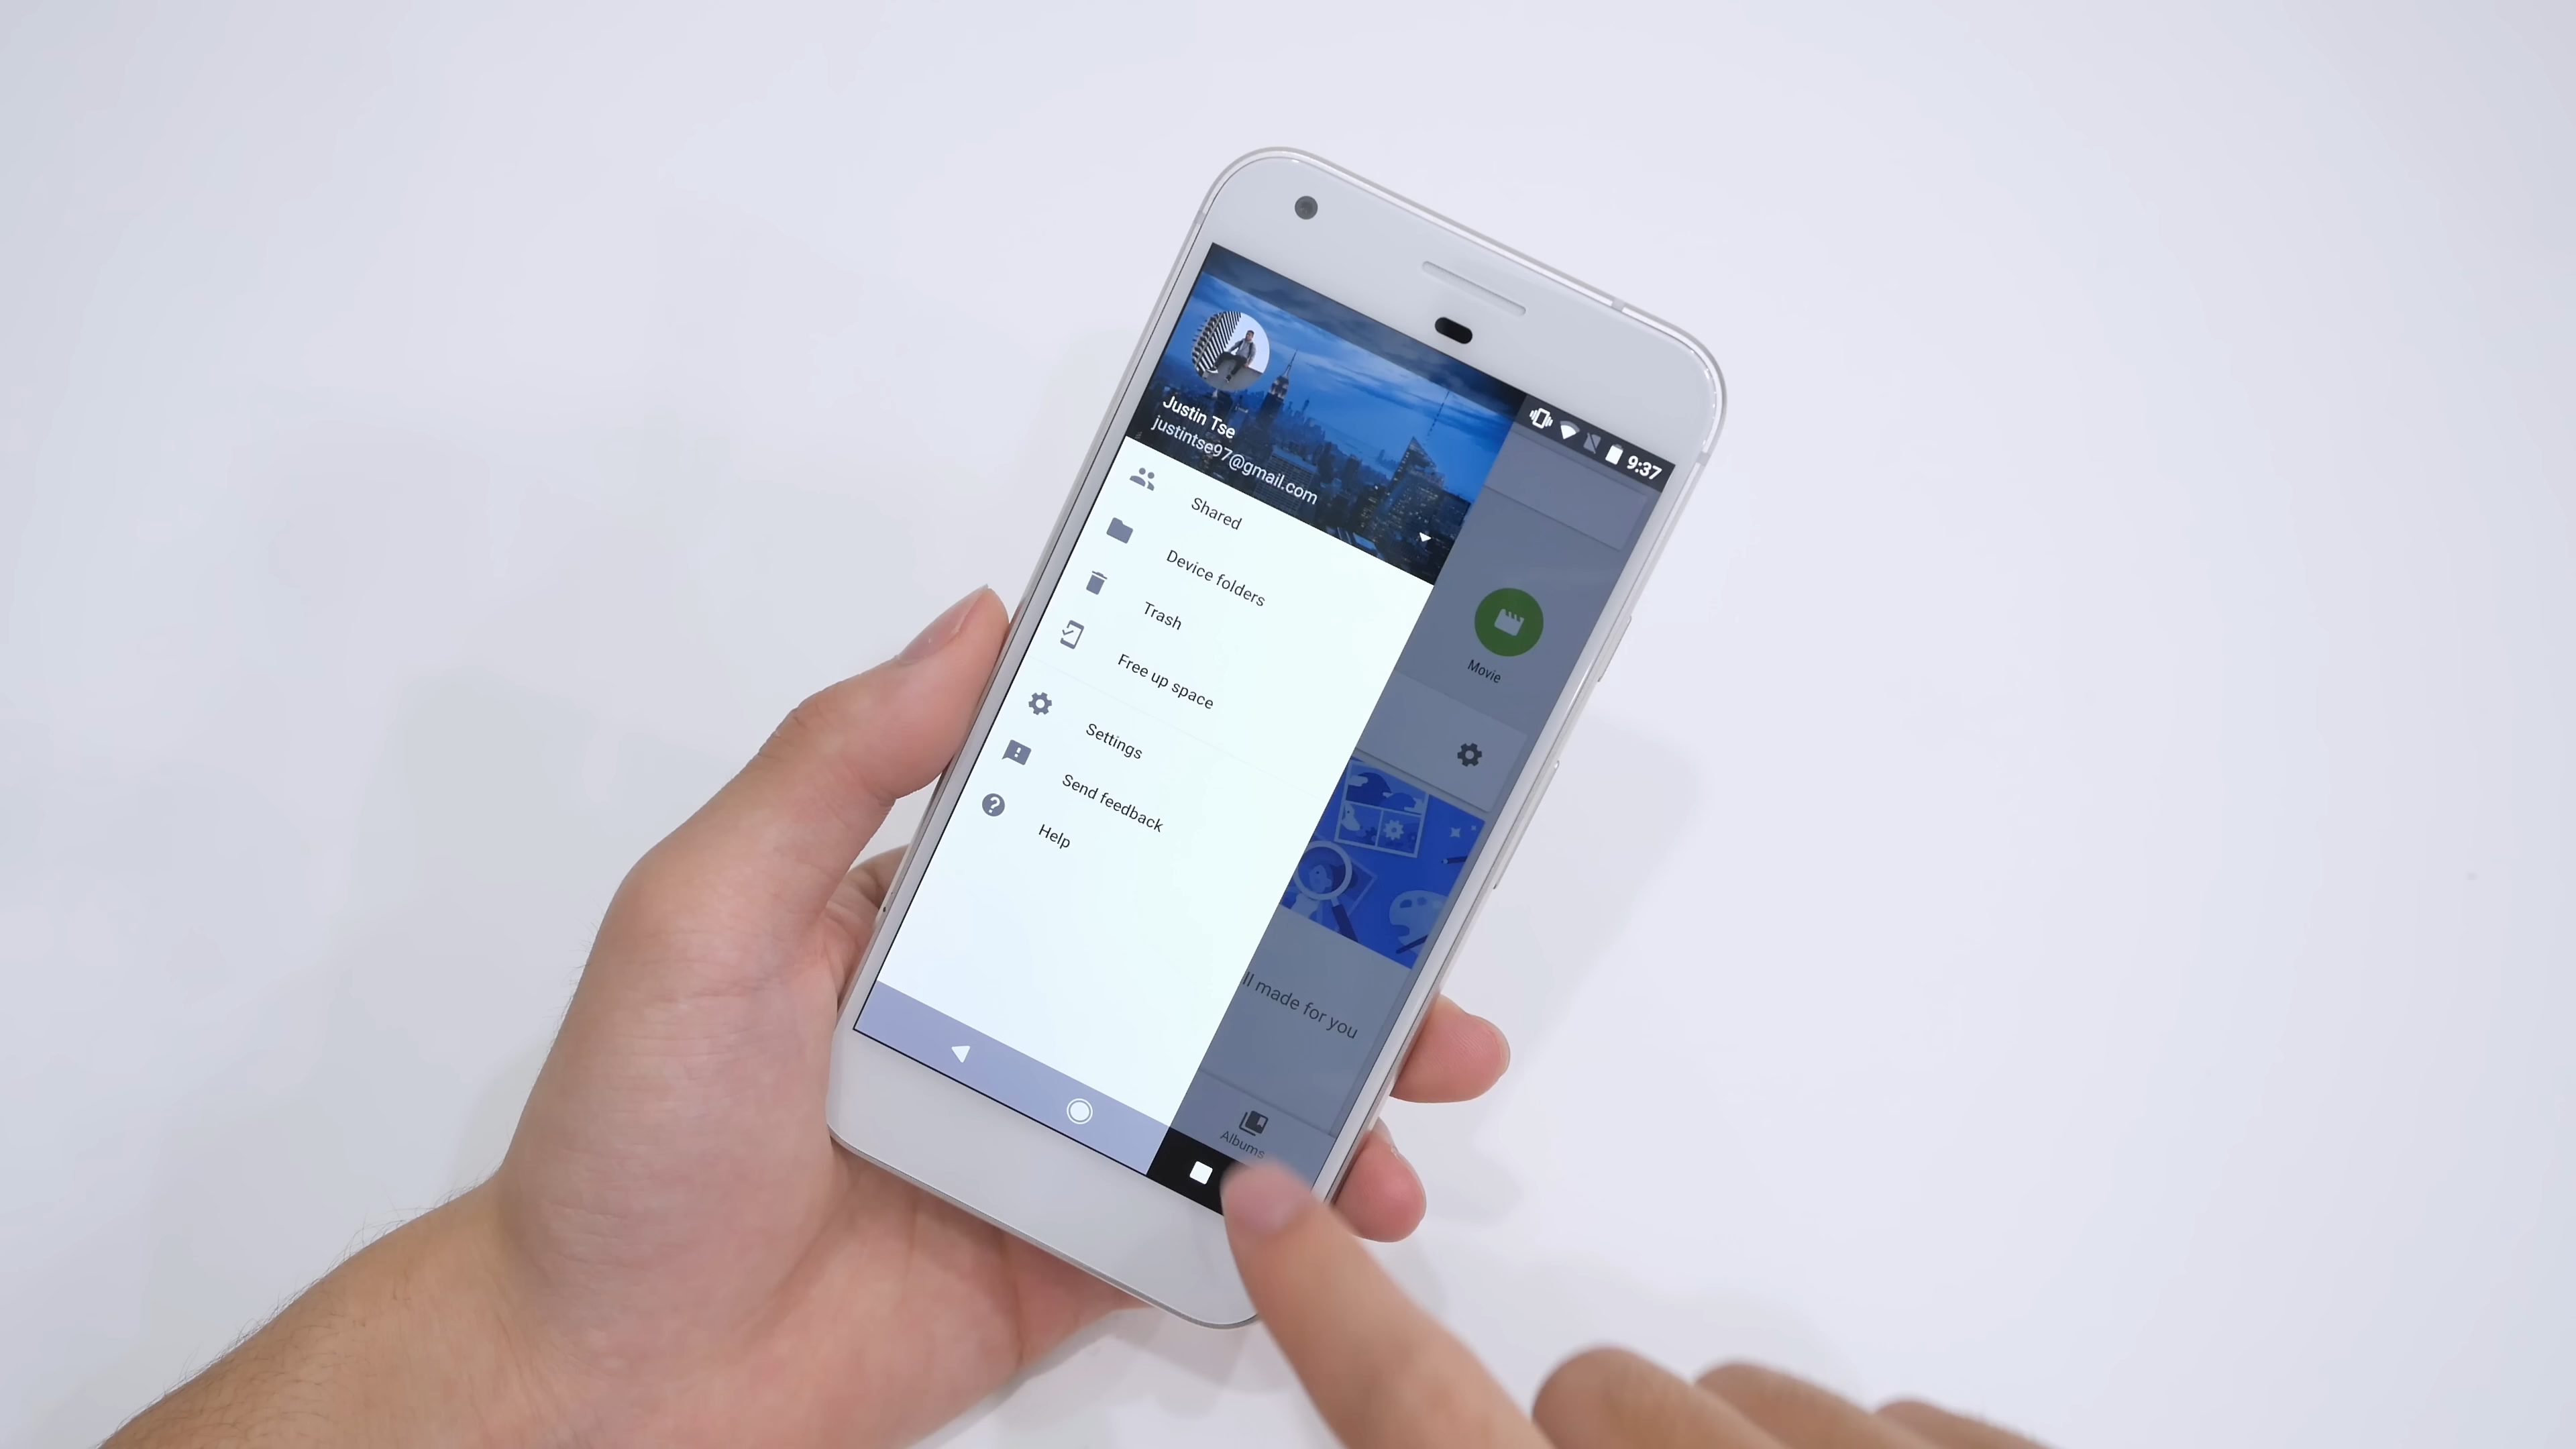 9:37
Justin Tse
justintse97@gmail.com
Shared
Device folders
Trash
Free up space
Settings
Send feedback
Help
Movie
ll made for you
Albums